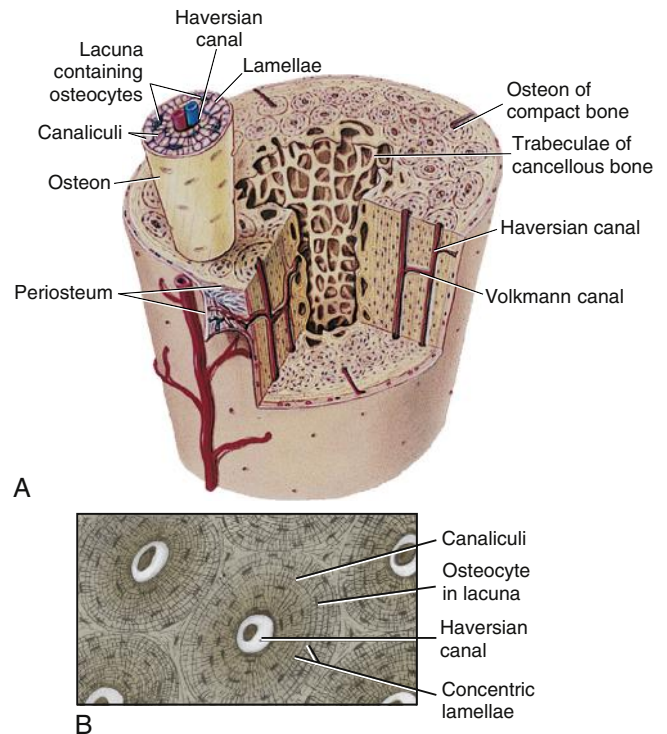 Haversian
canal
Lacuna
containing
osteocytes
Lamellae
Canaliculi
Osteon
Periosteum
Osteon of
compact bone
Trabeculae of
cancellous bone
Haversian canal
Volkmann canal
A
Canaliculi
Osteocyte
in lacuna
Haversian
canal
Concentric
lamellae
B